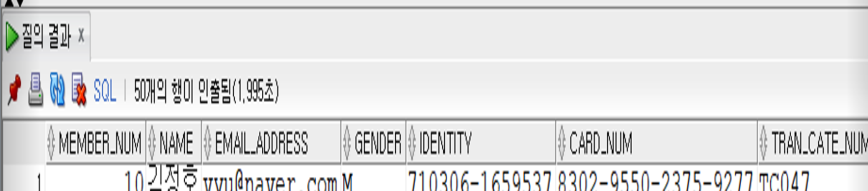 질의 결과 x
SQL | 50개의 행이 인출됨(1,995초)
MEMBER_NUM NAME EMAIL_ADDRESS GENDER IDENTITY CARD_NUM TRAN_CATE_NUM
1 10 김정호 vyu@naver.com M 710306-1659537 8302-9550-2375-9277 TC047